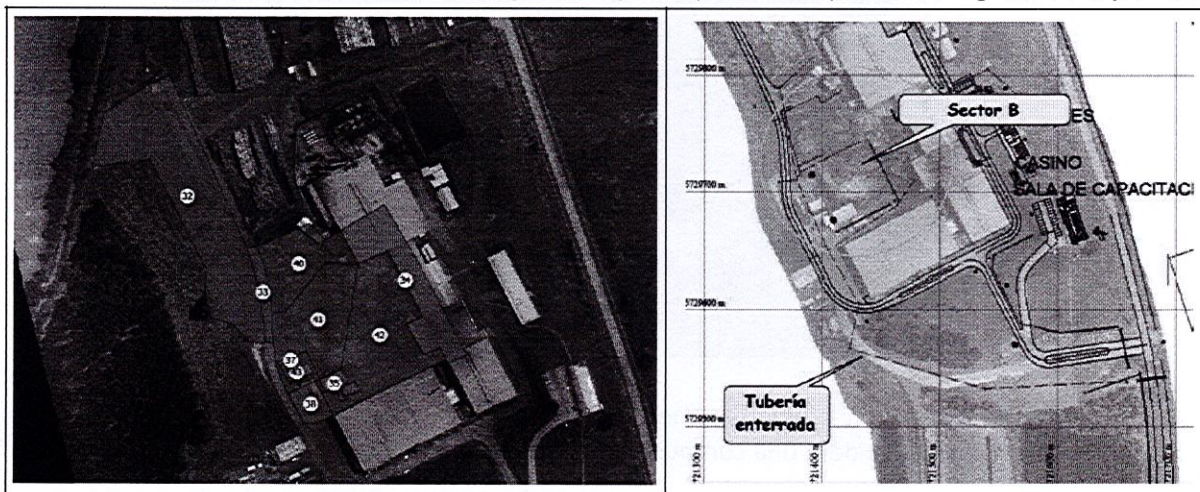 32
40
33
34
41
42
37
35
38
5729800 m
Sector B
ES
CASINO
5729700 m
SALA DE CAPACITACI
5729600 m
Tubería
enterrada